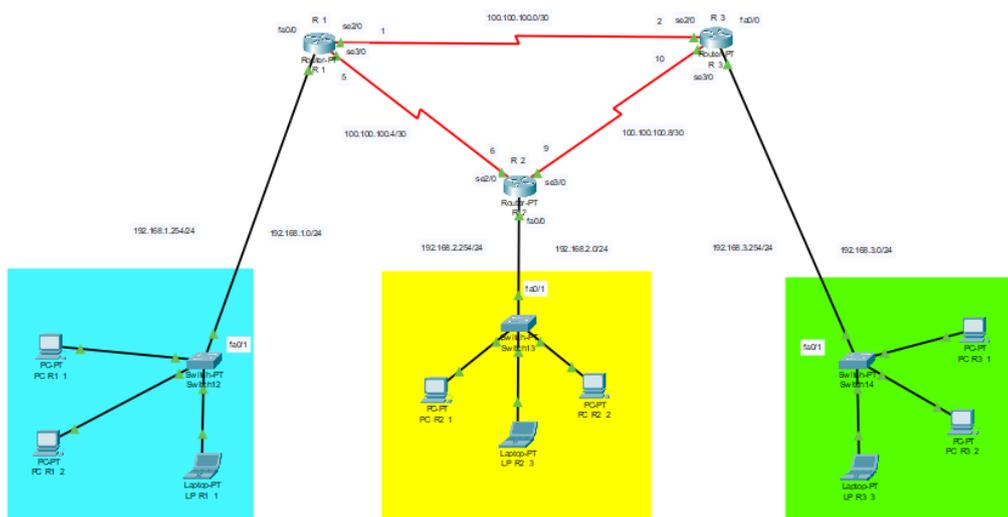 R 1
fa0/0
se2/0
1
100.100.100.0/30
2
se2/0
R 3
fa0/0
Router-PT
R 1
se3/0
5
10
Router-PT
R 3
se3/0
100.100.100.4/30
100.100.100.8/30
6
R 2
9
se2/0
se3/0
Router-PT
R 2
fa0/0
192.168.1.254/24
192.168.1.0/24
192.168.2.254/24
192.168.2.0/24
192.168.3.254/24
192.168.3.0/24
fa0/1
Switch-PT
Switch12
PC-PT
PC R1 1
PC-PT
PC R1 2
Laptop-PT
LP R1 1
fa0/1
Switch-PT
Switch13
PC-PT
PC R2 1
PC-PT
PC R2 2
Laptop-PT
LP R2 3
fa0/1
Switch-PT
Switch14
PC-PT
PC R3 1
PC-PT
PC R3 2
Laptop-PT
LP R3 3